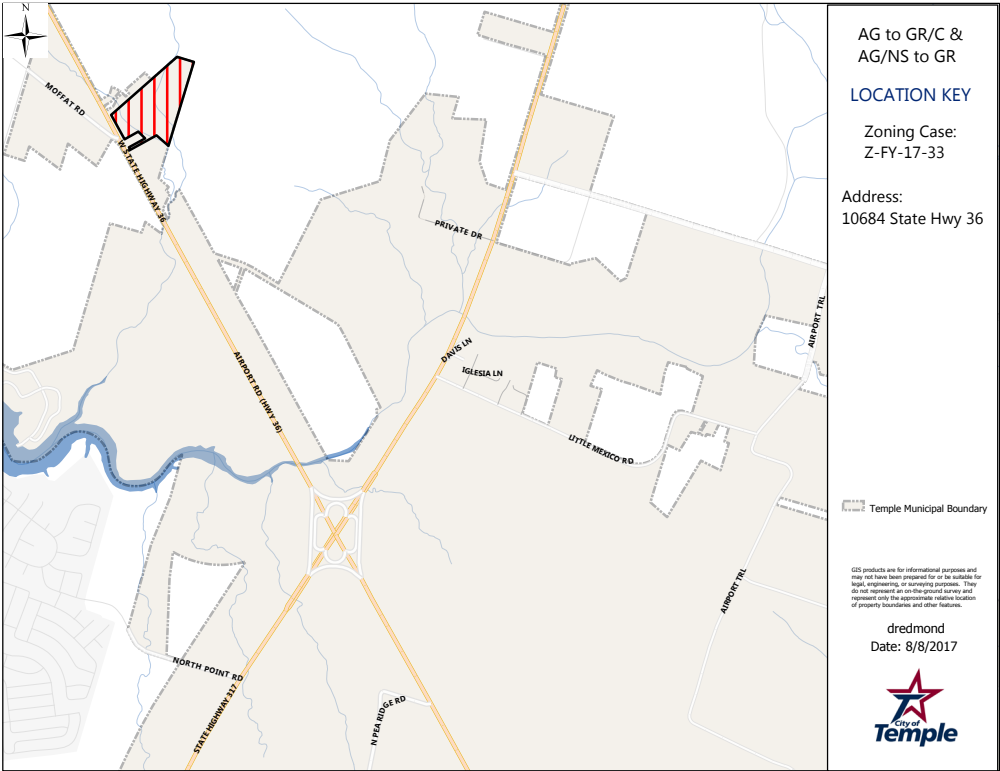 N
MOFFAT RD
W STATE HIGHWAY 36
PRIVATE DR
AIRPORT RD (HWY 36)
DAVIS LN
IGLESIA LN
LITTLE MEXICO RD
AIRPORT TRL
AIRPORT TRL
NORTH POINT RD
STATE HIGHWAY 317
N PEA RIDGE RD
AG to GR/C &
AG/NS to GR
LOCATION KEY
Zoning Case:
Z-FY-17-33
Address:
10684 State Hwy 36
Temple Municipal Boundary
GIS products are for informational purposes and
may not have been prepared for or be suitable for
legal, engineering, or surveying purposes. They
do not represent an on-the-ground survey and
represent only the approximate relative location
of property boundaries and other features.
dredmond
Date: 8/8/2017
City of
Temple